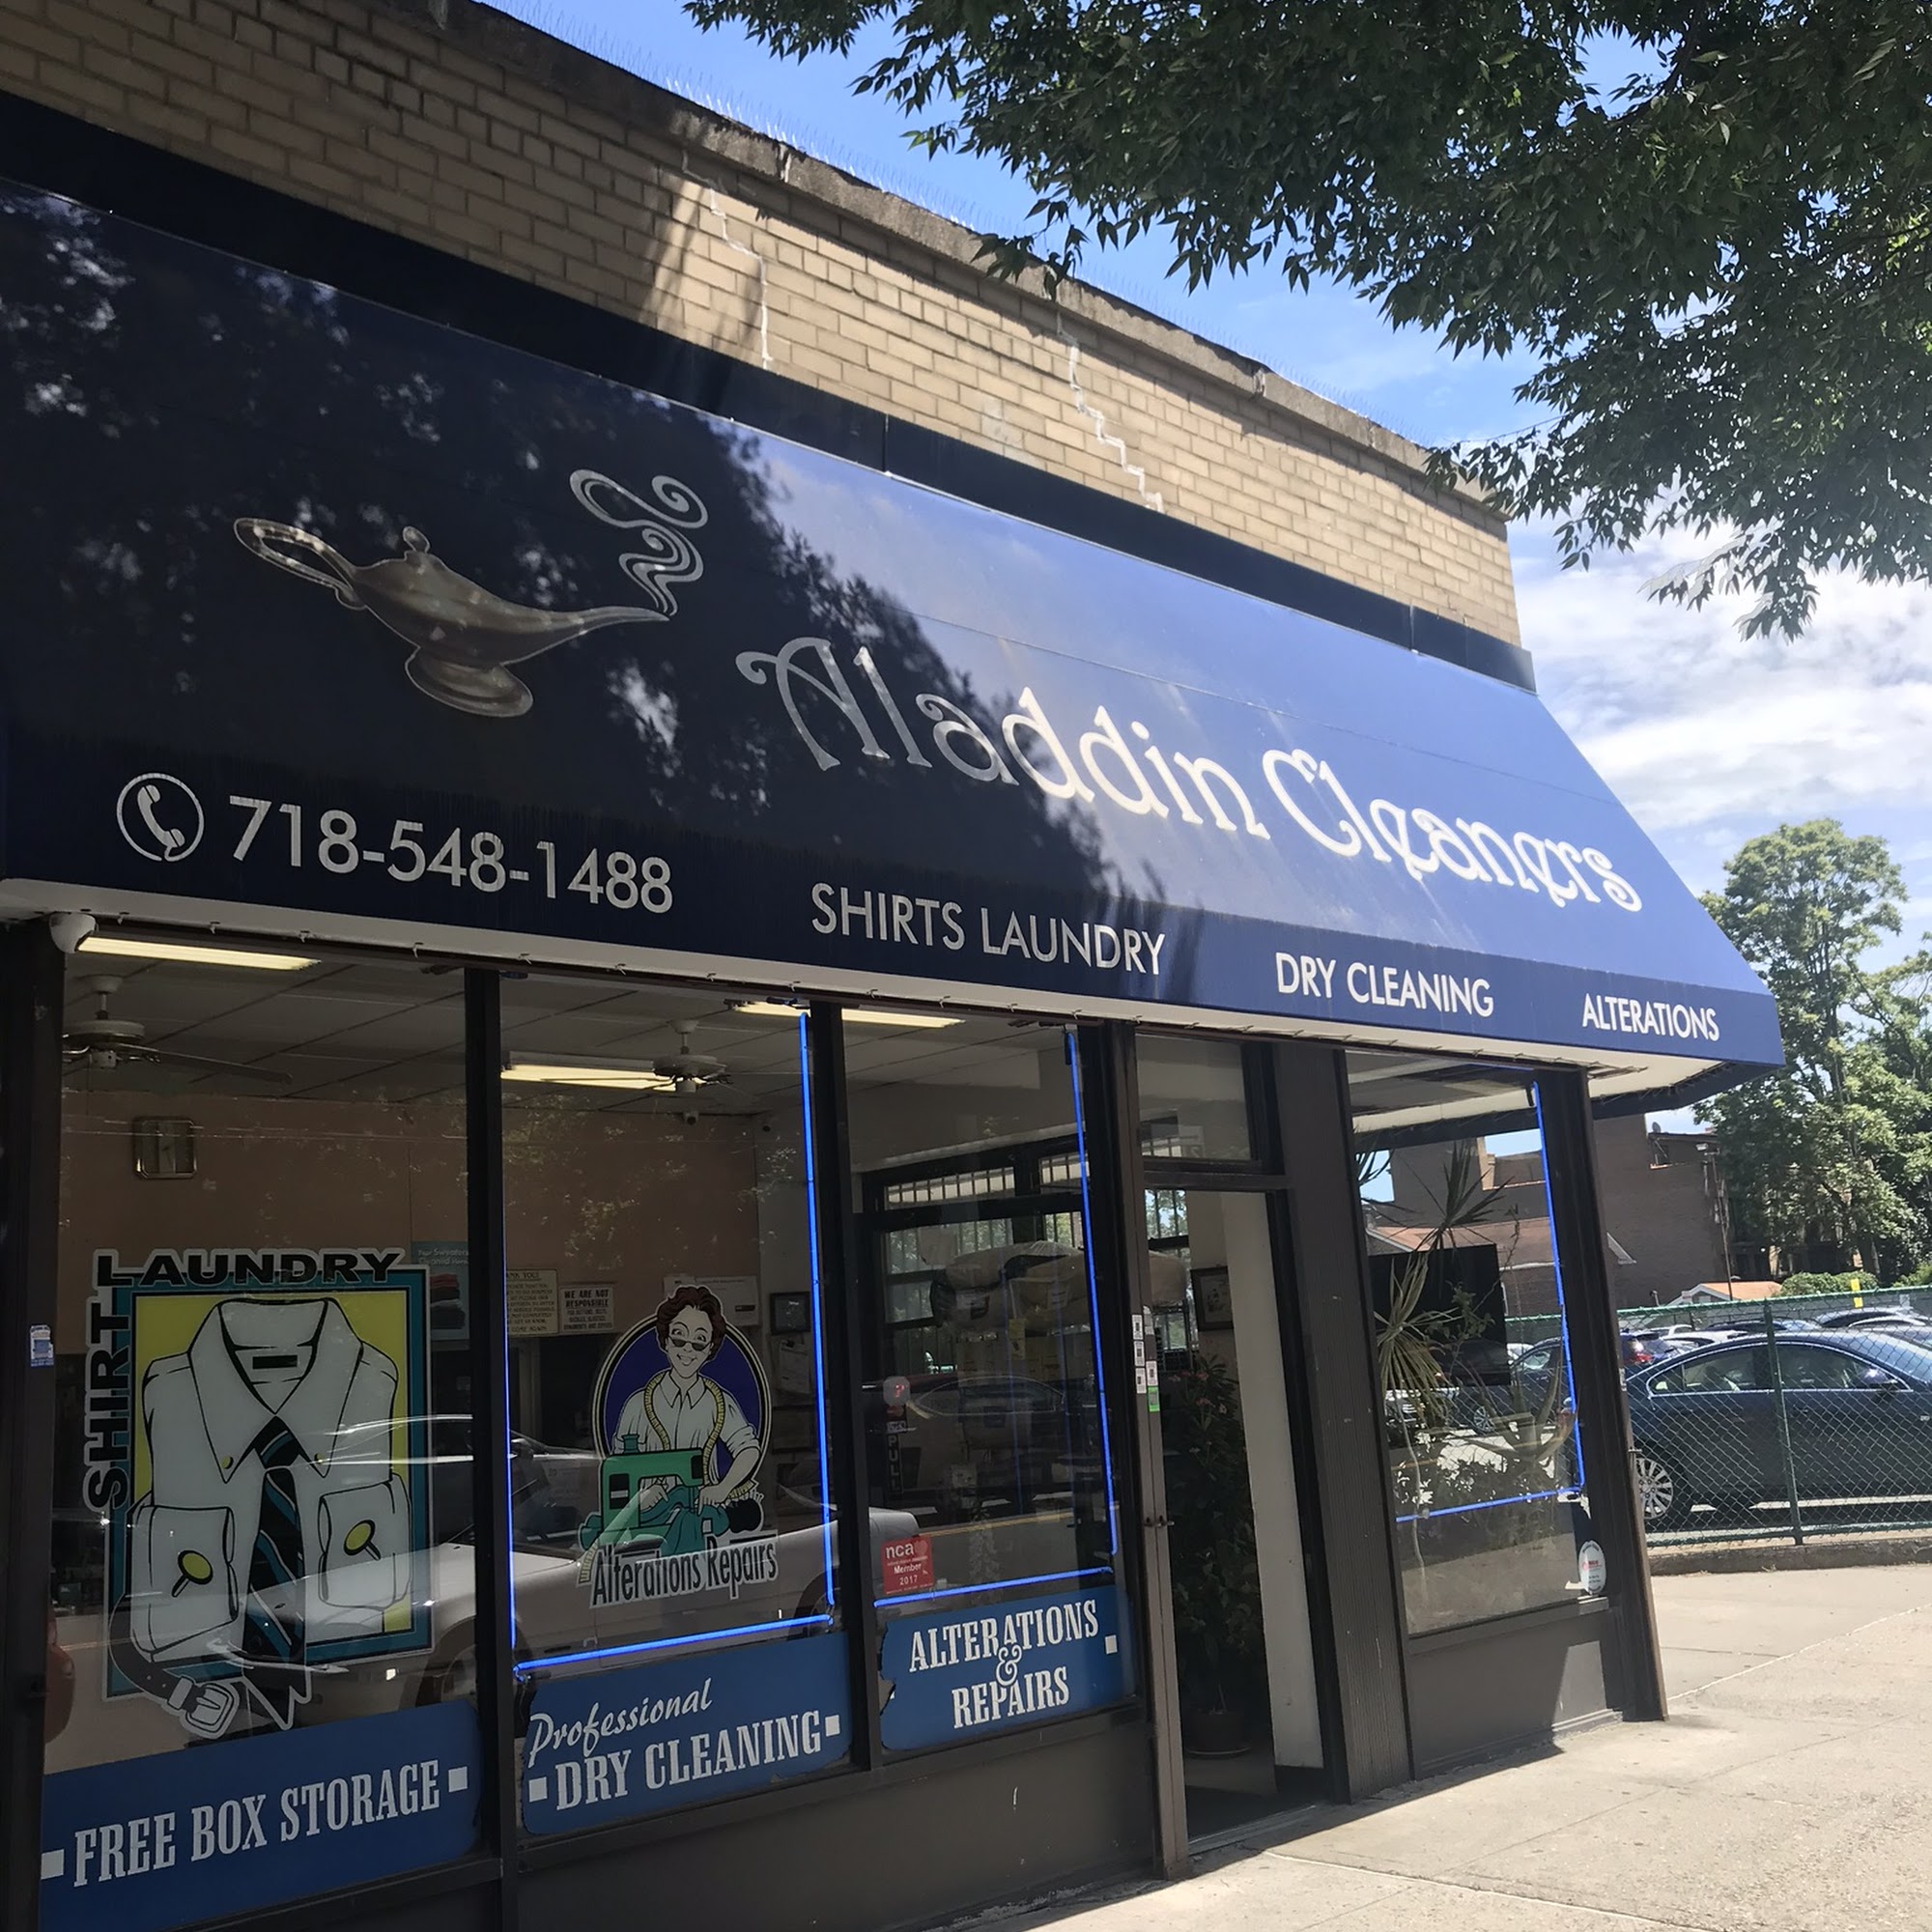 Aladdin Cleaners
718-548-1488
SHIRTS LAUNDRY
DRY CLEANING
ALTERATIONS
SHIRT
LAUNDRY
WE ARE NOT
RESPONSIBLE
Alterations Repairs
PULL
nca
Member
2017
FREE BOX STORAGE
Professional
DRY CLEANING
ALTERATIONS
&
REPAIRS